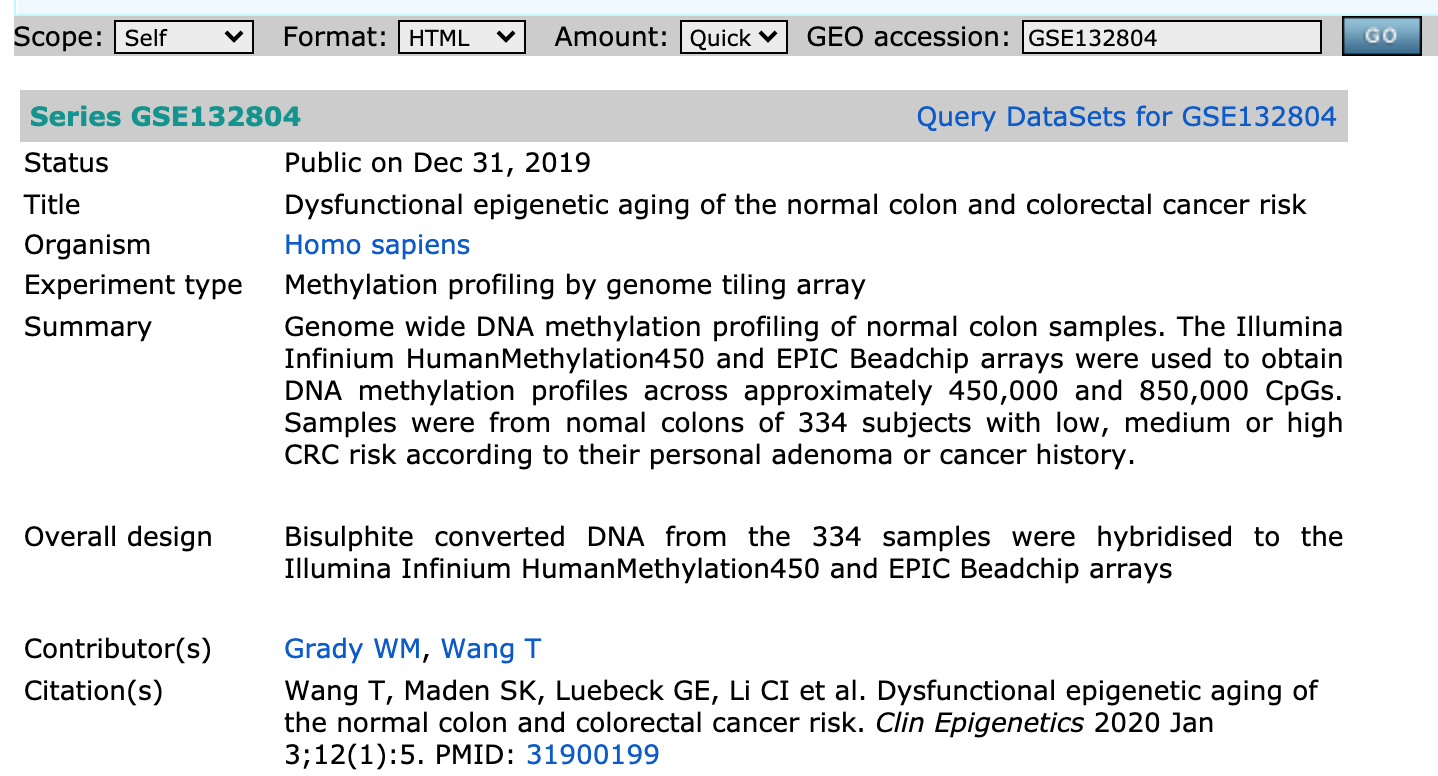 Scope: Self Format: HTML Amount: Quick GEO accession: GSE132804 GO
Series GSE132804 Query DataSets for GSE132804
Status Public on Dec 31, 2019
Title Dysfunctional epigenetic aging of the normal colon and colorectal cancer risk
Organism Homo sapiens
Experiment type Methylation profiling by genome tiling array
Summary Genome wide DNA methylation profiling of normal colon samples. The Illumina
Infinium HumanMethylation450 and EPIC Beadchip arrays were used to obtain
DNA methylation profiles across approximately 450,000 and 850,000 CpGs.
Samples were from nomal colons of 334 subjects with low, medium or high
CRC risk according to their personal adenoma or cancer history.
Overall design Bisulphite converted DNA from the 334 samples were hybridised to the
Illumina Infinium HumanMethylation450 and EPIC Beadchip arrays
Contributor(s) Grady WM, Wang T
Citation(s) Wang T, Maden SK, Luebeck GE, Li CI et al. Dysfunctional epigenetic aging of
the normal colon and colorectal cancer risk. Clin Epigenetics 2020 Jan
3;12(1):5. PMID: 31900199